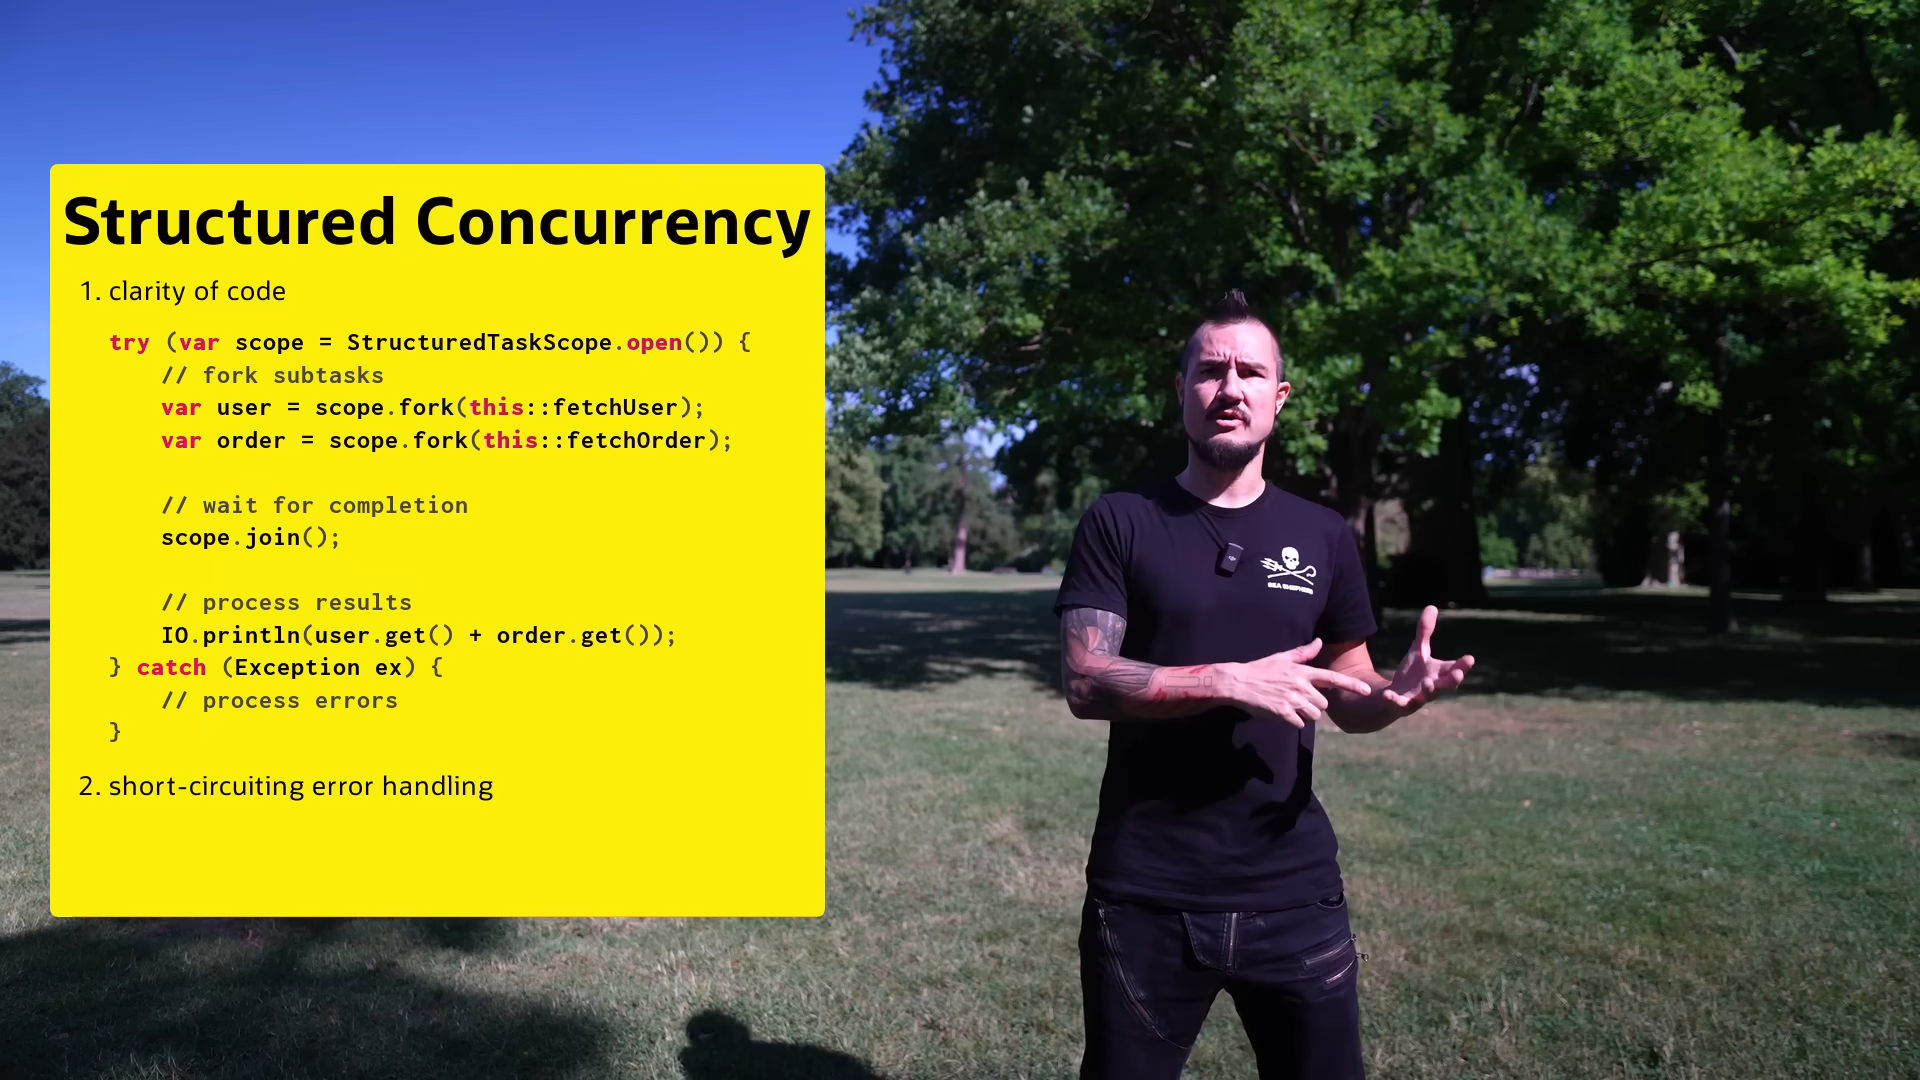 Structured Concurrency
1. clarity of code
try (var scope = StructuredTaskScope.open()) {
// fork subtasks
var user = scope.fork(this::fetchUser);
var order = scope.fork(this::fetchOrder);
// wait for completion
scope.join();
// process results
IO.println(user.get() + order.get());
} catch (Exception ex) {
// process errors
}
2. short-circuiting error handling
SEA SHEPHERD